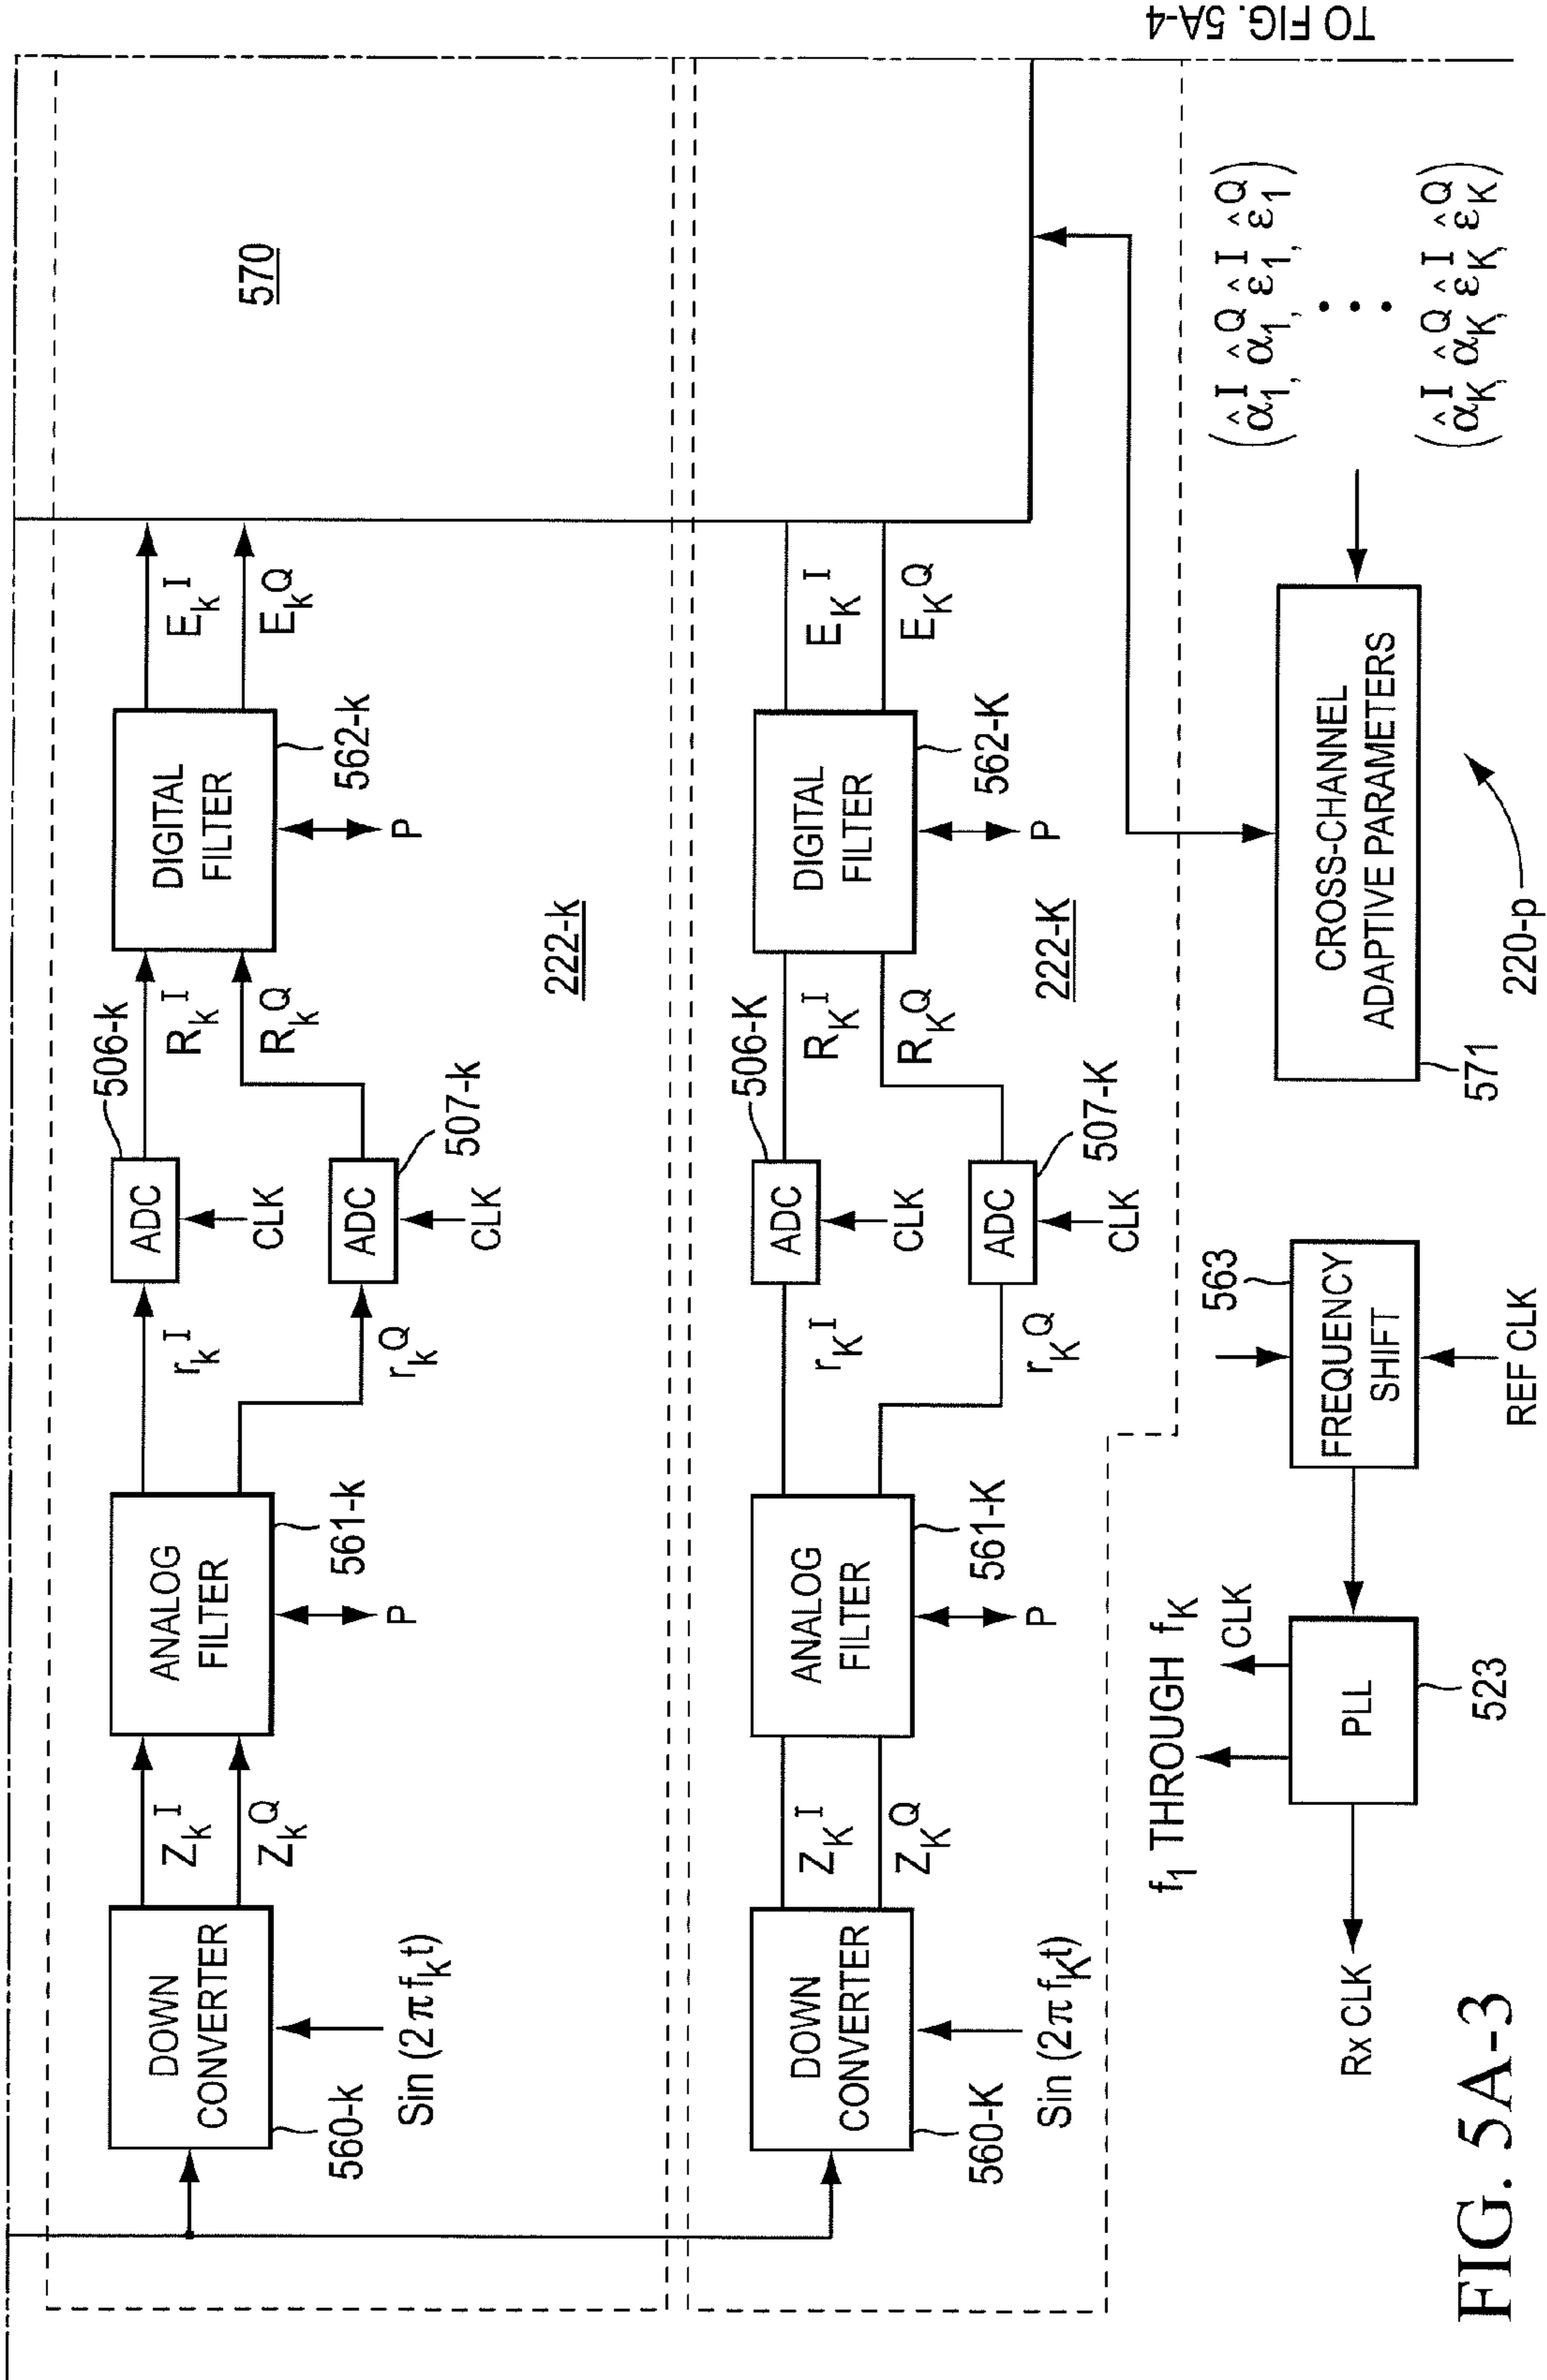 TO FIG. 5A-4
570
DOWN
CONVERTER
560-k
Sin (2πf_k t)
Z_k^I
Z_k^Q
ANALOG
FILTER
561-k
P
r_k^I
r_k^Q
ADC
506-k
CLK
ADC
507-k
CLK
R_k^I
R_k^Q
DIGITAL
FILTER
562-k
P
E_k^I
E_k^Q
222-k
DOWN
CONVERTER
560-K
Sin (2πf_K t)
Z_K^I
Z_K^Q
ANALOG
FILTER
561-K
P
r_K^I
r_K^Q
ADC
506-K
CLK
ADC
507-K
CLK
R_K^I
R_K^Q
DIGITAL
FILTER
562-K
P
E_K^I
E_K^Q
222-K
Rx CLK
f_1 THROUGH f_K
CLK
PLL
523
563
FREQUENCY
SHIFT
REF CLK
CROSS-CHANNEL
ADAPTIVE PARAMETERS
571
220-p
(α̂_1^I, α̂_1^Q, ε̂_1^I, ε̂_1^Q)
(α̂_K^I, α̂_K^Q, ε̂_K^I, ε̂_K^Q)
FIG. 5A-3